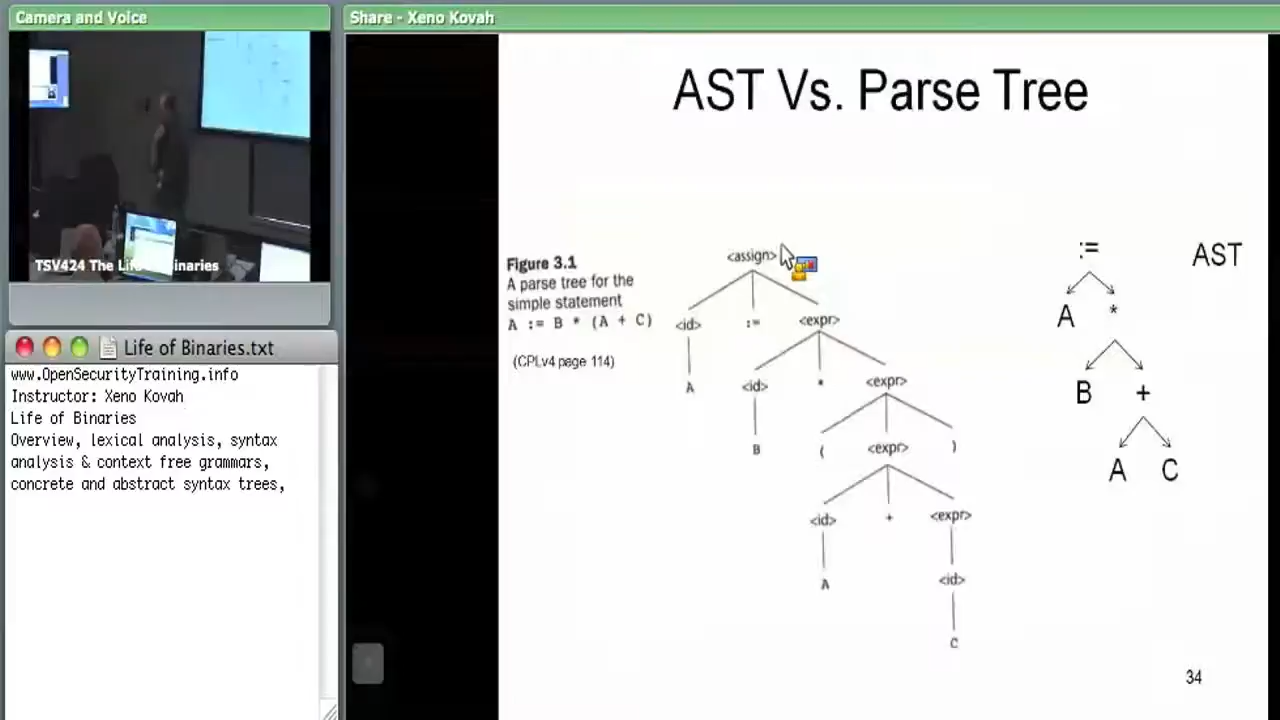 Camera and Voice
TSV424 The Life of Binaries
Life of Binaries.txt
www.OpenSecurityTraining.info
Instructor: Xeno Kovah
Life of Binaries
Overview, lexical analysis, syntax
analysis & context free grammars,
concrete and abstract syntax trees,
Share - Xeno Kovah
AST Vs. Parse Tree
Figure 3.1
A parse tree for the
simple statement
A := B * (A + C)
(CPLv4 page 114)
<assign>
<id> := <expr>
A <id> * <expr>
B ( <expr> )
<id> + <expr>
A <id>
C
:= AST
A *
B +
A C
34